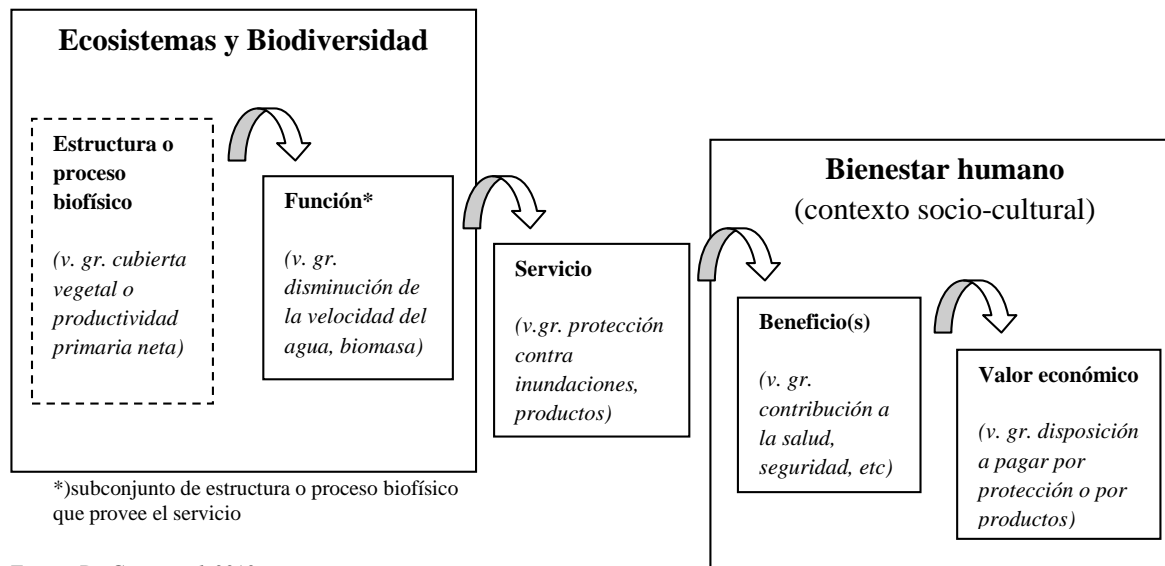 Ecosistemas y Biodiversidad
Estructura o
proceso
biofísico
(v. gr. cubierta
vegetal o
productividad
primaria neta)
Función*
(v. gr.
disminución de
la velocidad del
agua, biomasa)
Servicio
(v.gr. protección
contra
inundaciones,
productos)
Bienestar humano
(contexto socio-cultural)
Beneficio(s)
(v. gr.
contribución a
la salud,
seguridad, etc)
Valor económico
(v. gr. disposición
a pagar por
protección o por
productos)
*)subconjunto de estructura o proceso biofísico
que provee el servicio